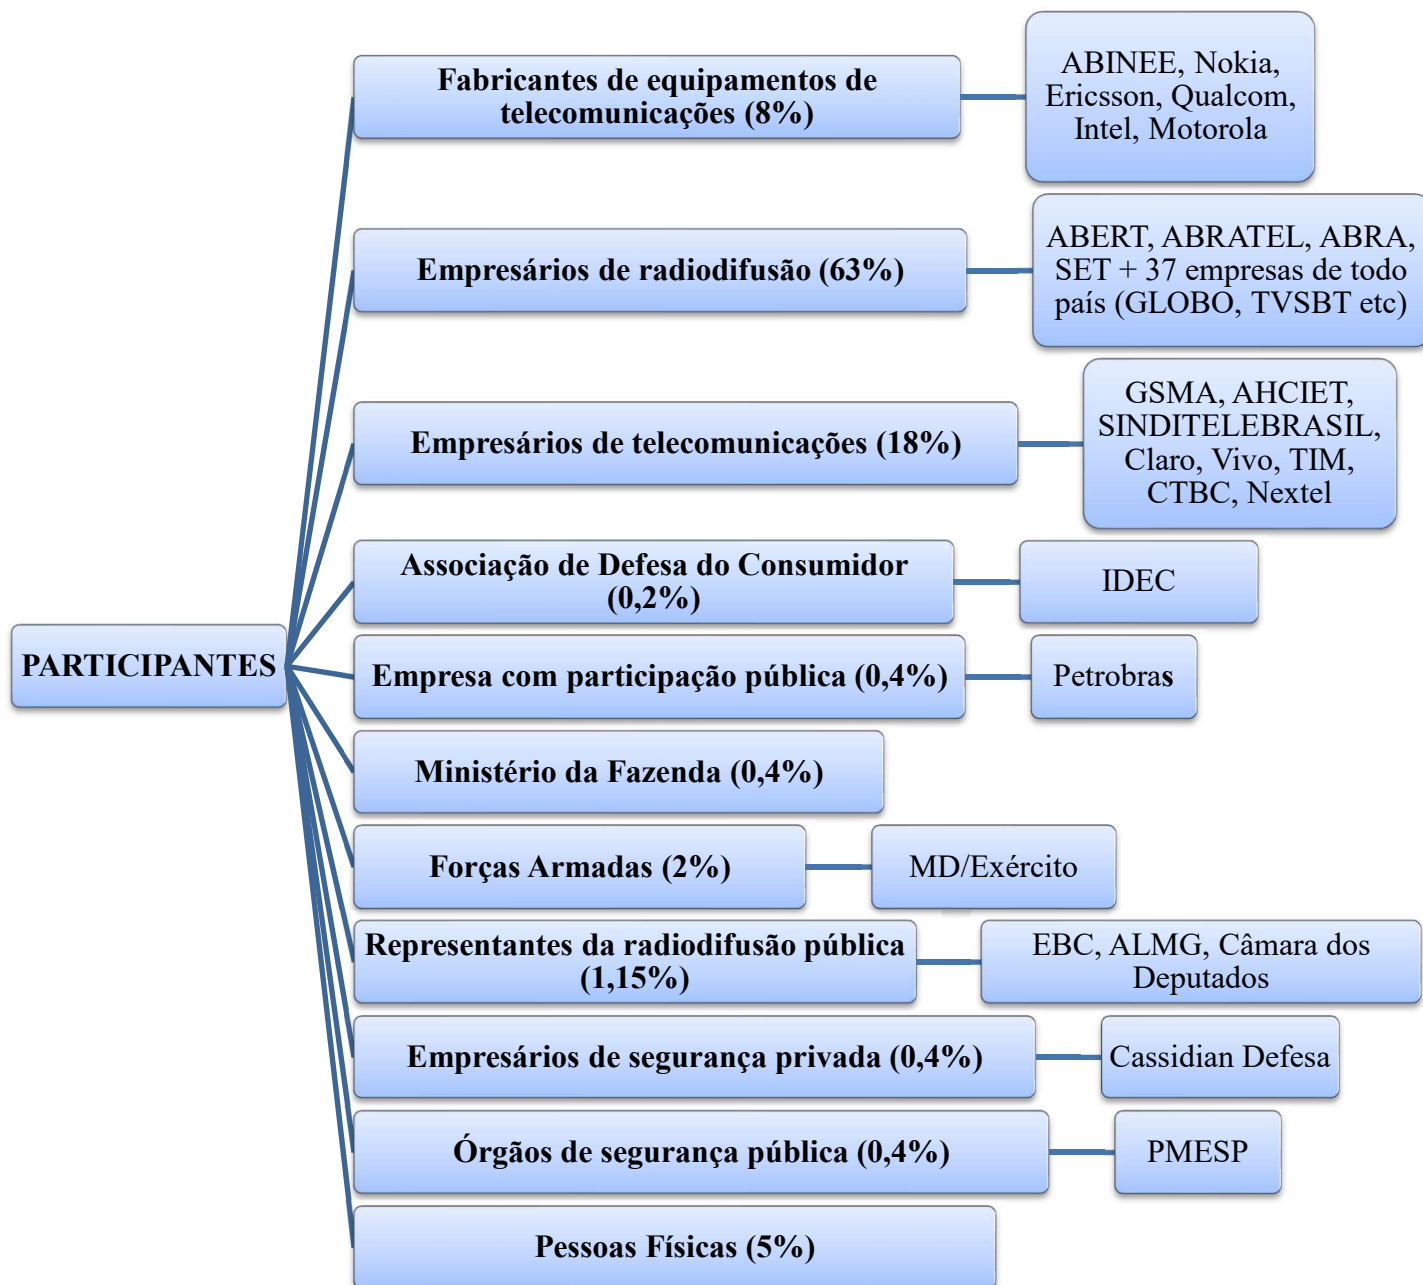 PARTICIPANTES
Fabricantes de equipamentos de
telecomunicações (8%)
ABINEE, Nokia,
Ericsson, Qualcom,
Intel, Motorola
Empresários de radiodifusão (63%)
ABERT, ABRATEL, ABRA,
SET + 37 empresas de todo
país (GLOBO, TVSBT etc)
Empresários de telecomunicações (18%)
GSMA, AHCIET,
SINDITELEBRASIL,
Claro, Vivo, TIM,
CTBC, Nextel
Associação de Defesa do Consumidor
(0,2%)
IDEC
Empresa com participação pública (0,4%)
Petrobras
Ministério da Fazenda (0,4%)
Forças Armadas (2%)
MD/Exército
Representantes da radiodifusão pública
(1,15%)
EBC, ALMG, Câmara dos
Deputados
Empresários de segurança privada (0,4%)
Cassidian Defesa
Órgãos de segurança pública (0,4%)
PMESP
Pessoas Físicas (5%)